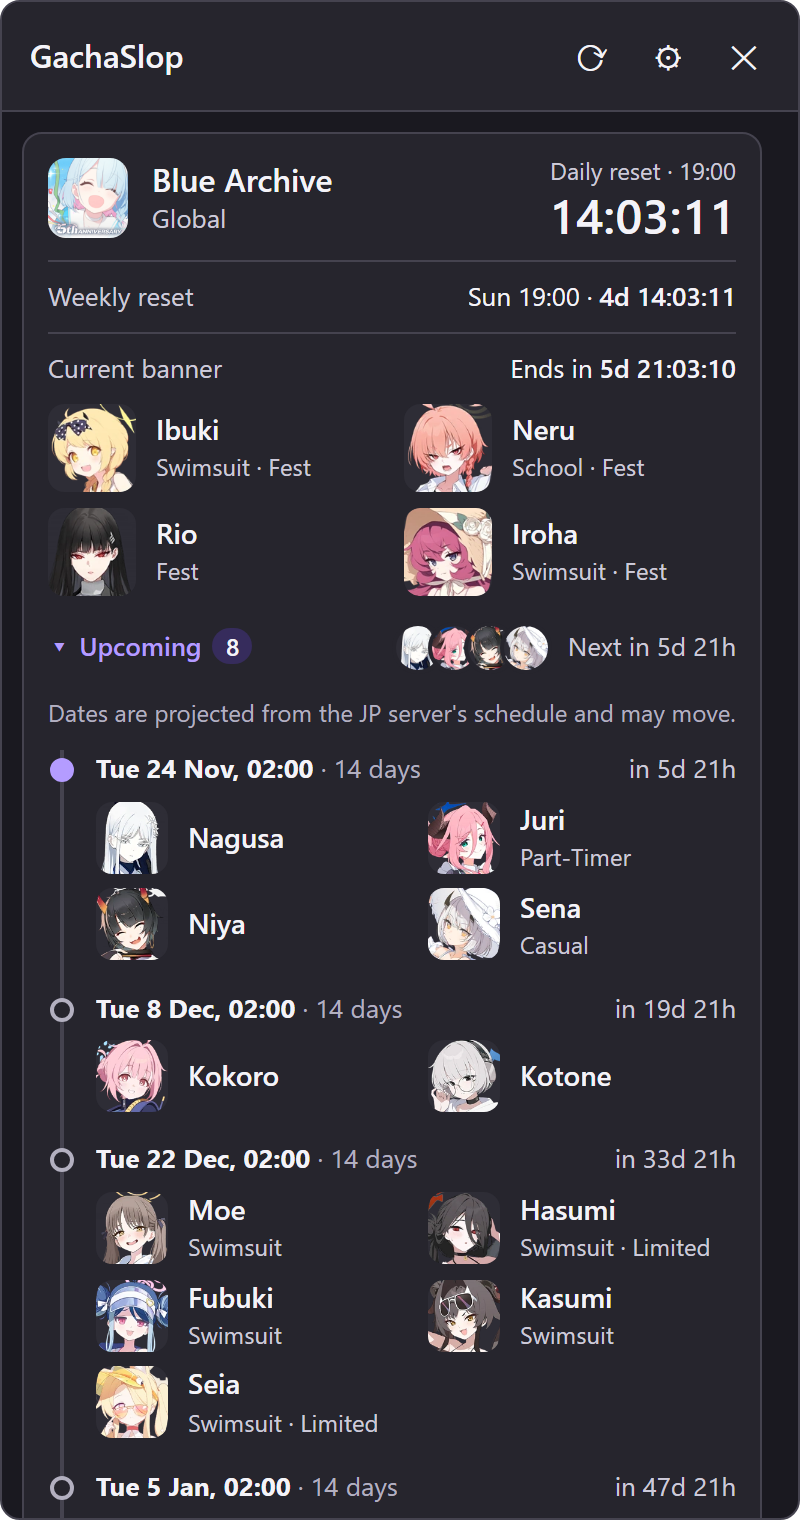 GachaSlop
Blue Archive
Global
Daily reset · 19:00
14:03:11
5th ANNIVERSARY
Weekly reset
Sun 19:00 · 4d 14:03:11
Current banner
Ends in 5d 21:03:10
Ibuki
Swimsuit · Fest
Neru
School · Fest
Rio
Fest
Iroha
Swimsuit · Fest
Upcoming 8
Next in 5d 21h
Dates are projected from the JP server's schedule and may move.
Tue 24 Nov, 02:00 · 14 days
in 5d 21h
Nagusa
Juri
Part-Timer
Niya
Sena
Casual
Tue 8 Dec, 02:00 · 14 days
in 19d 21h
Kokoro
Kotone
Tue 22 Dec, 02:00 · 14 days
in 33d 21h
Moe
Swimsuit
Hasumi
Swimsuit · Limited
Fubuki
Swimsuit
Kasumi
Swimsuit
Seia
Swimsuit · Limited
Tue 5 Jan, 02:00 · 14 days
in 47d 21h